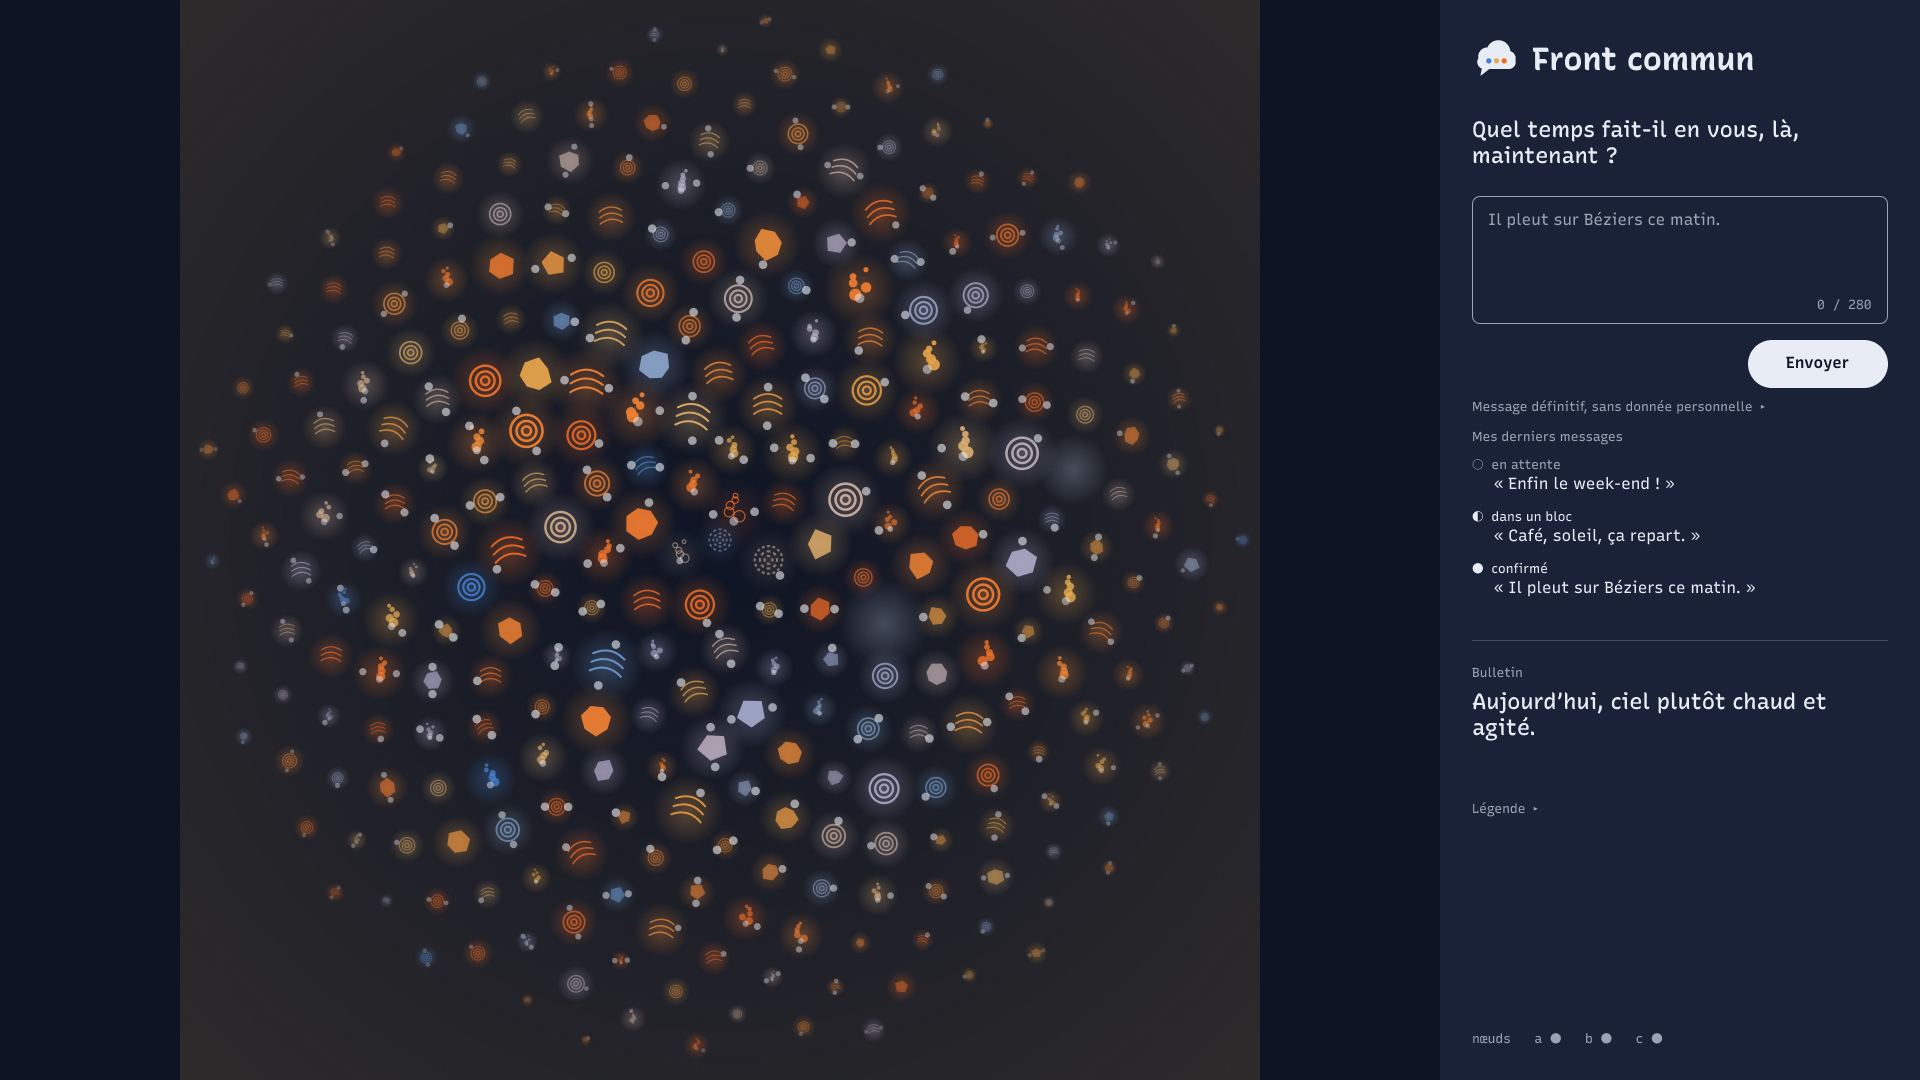 Front commun
Quel temps fait-il en vous, là,
maintenant ?
Il pleut sur Béziers ce matin.
0 / 280
Envoyer
Message définitif, sans donnée personnelle ▸
Mes derniers messages
en attente
« Enfin le week-end ! »
dans un bloc
« Café, soleil, ça repart. »
confirmé
« Il pleut sur Béziers ce matin. »
Bulletin
Aujourd’hui, ciel plutôt chaud et
agité.
Légende ▸
nœuds a b c